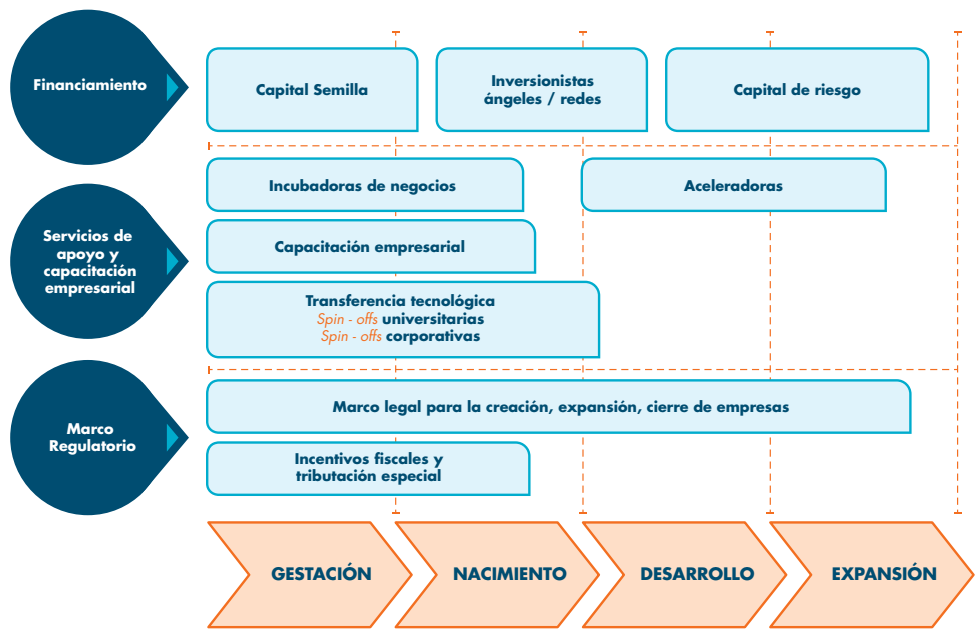 Financiamiento
Capital Semilla
Inversionistas
ángeles / redes
Capital de riesgo
Servicios de
apoyo y
capacitación
empresarial
Incubadoras de negocios
Aceleradoras
Capacitación empresarial
Transferencia tecnológica
Spin - offs universitarias
Spin - offs corporativas
Marco
Regulatorio
Marco legal para la creación, expansión, cierre de empresas
Incentivos fiscales y
tributación especial
GESTACIÓN
NACIMIENTO
DESARROLLO
EXPANSIÓN